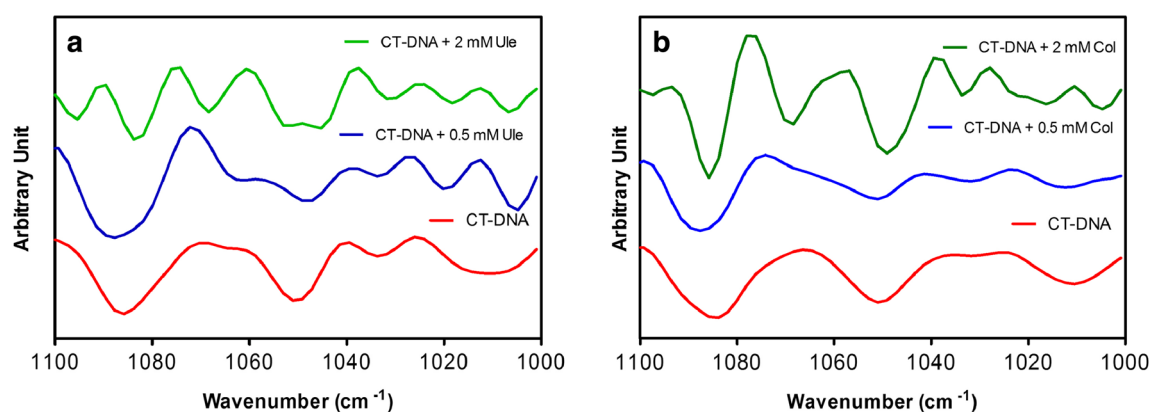 a
CT-DNA + 2 mM Ule
CT-DNA + 0.5 mM Ule
CT-DNA
Arbitrary Unit
1100 1080 1060 1040 1020 1000
Wavenumber (cm -1)
b
CT-DNA + 2 mM Col
CT-DNA + 0.5 mM Col
CT-DNA
Arbitrary Unit
1100 1080 1060 1040 1020 1000
Wavenumber (cm -1)